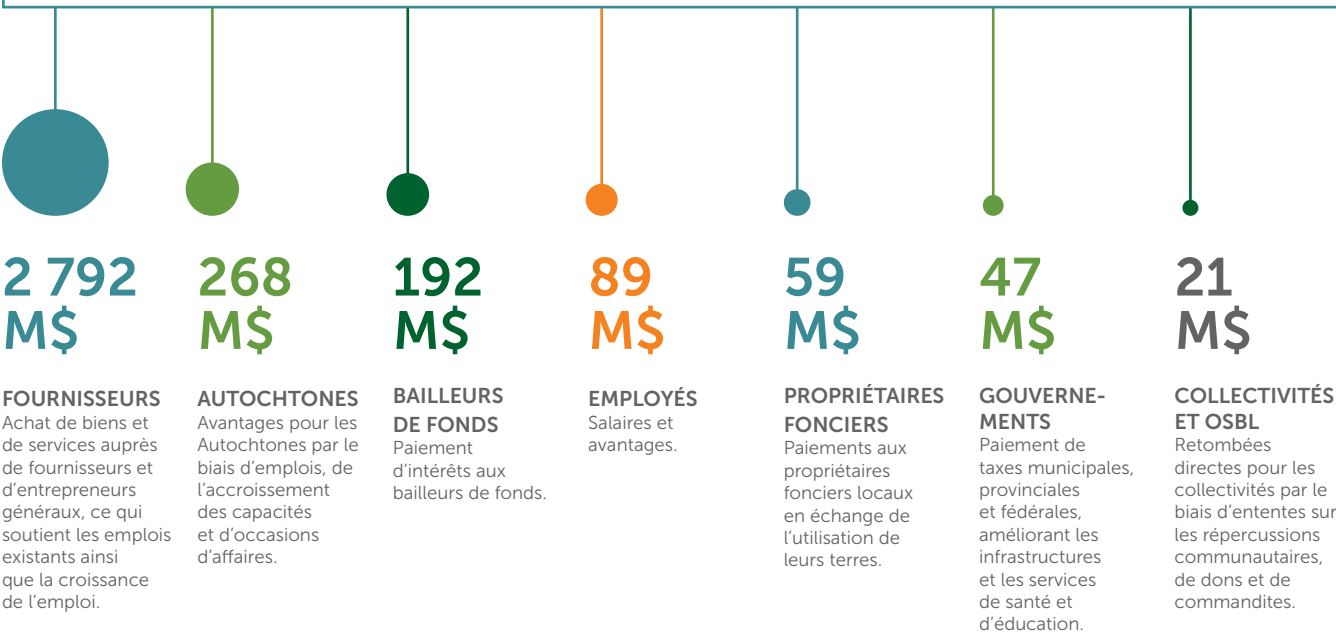 2 792
M$
FOURNISSEURS
Achat de biens et
de services auprès
de fournisseurs et
d'entrepreneurs
généraux, ce qui
soutient les emplois
existants ainsi
que la croissance
de l'emploi.
268
M$
AUTOCHTONES
Avantages pour les
Autochtones par le
biais d'emplois, de
l'accroissement
des capacités
et d'occasions
d'affaires.
192
M$
BAILLEURS
DE FONDS
Paiement
d'intérêts aux
bailleurs de fonds.
89
M$
EMPLOYÉS
Salaires et
avantages.
59
M$
PROPRIÉTAIRES
FONCIERS
Paiements aux
propriétaires
fonciers locaux
en échange de
l'utilisation de
leurs terres.
47
M$
GOUVERNE-
MENTS
Paiement de
taxes municipales,
provinciales
et fédérales,
améliorant les
infrastructures
et les services
de santé et
d'éducation.
21
M$
COLLECTIVITÉS
ET OSBL
Retombées
directes pour les
collectivités par le
biais d'ententes sur
les répercussions
communautaires,
de dons et de
commandites.